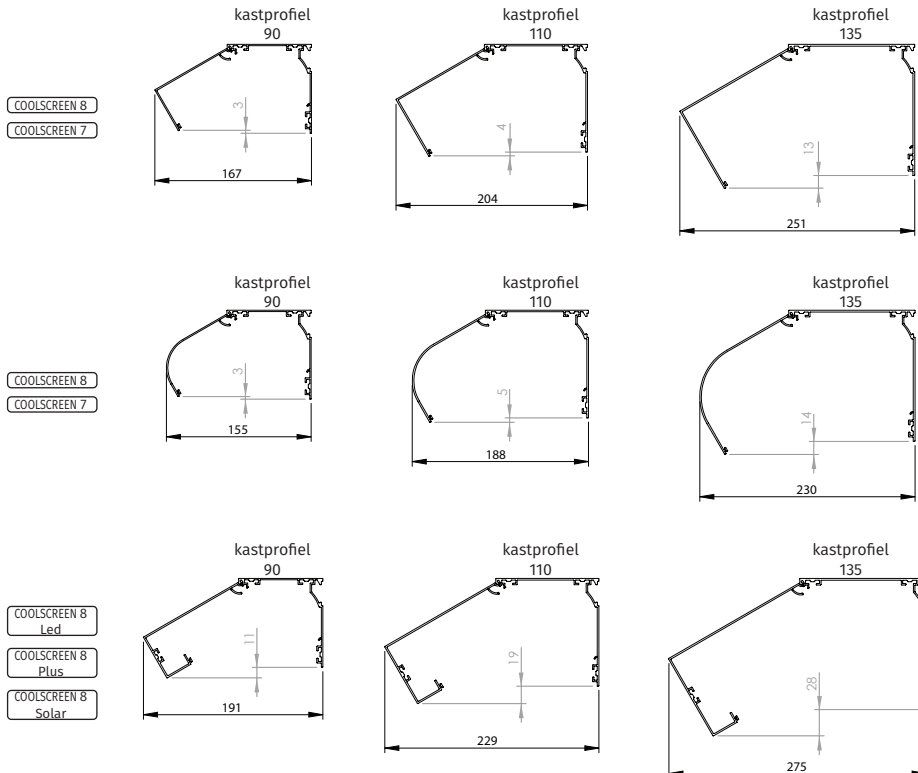 kastprofiel
90
kastprofiel
110
kastprofiel
135
COOLSCREEN 8
COOLSCREEN 7
3
4
13
167
204
251
kastprofiel
90
kastprofiel
110
kastprofiel
135
COOLSCREEN 8
COOLSCREEN 7
3
5
14
155
188
230
kastprofiel
90
kastprofiel
110
kastprofiel
135
COOLSCREEN 8
Led
COOLSCREEN 8
Plus
COOLSCREEN 8
Solar
11
19
28
191
229
275